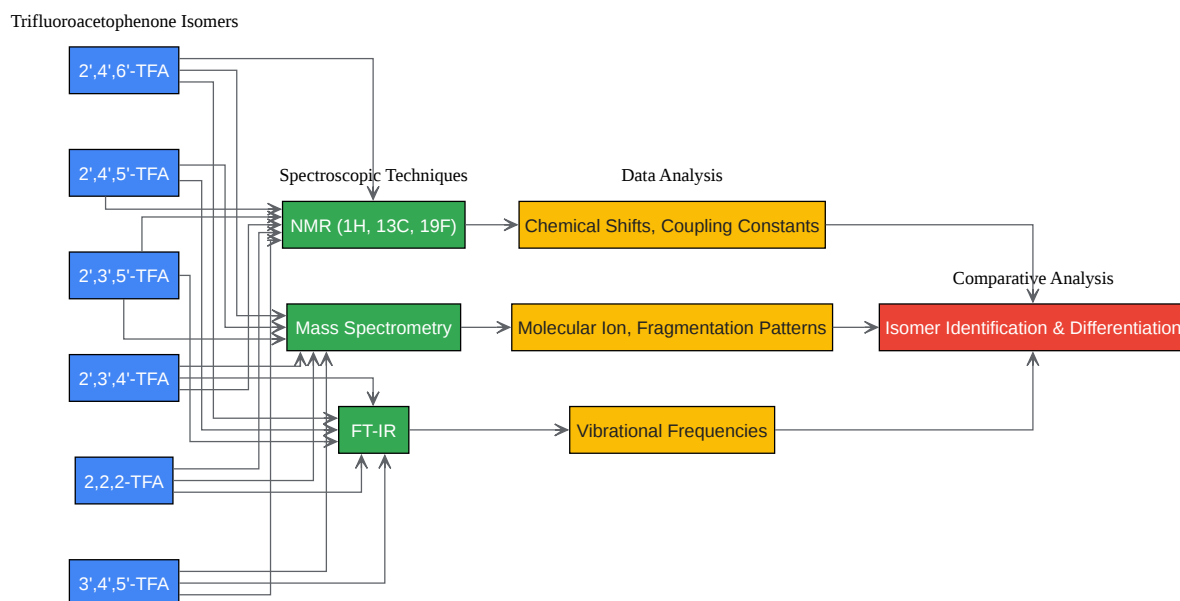 Trifluoroacetophenone Isomers
2',4',6'-TFA
2',4',5'-TFA
2',3',5'-TFA
2',3',4'-TFA
2,2,2-TFA
3',4',5'-TFA
Spectroscopic Techniques
NMR (1H, 13C, 19F)
Mass Spectrometry
FT-IR
Data Analysis
Chemical Shifts, Coupling Constants
Molecular Ion, Fragmentation Patterns
Vibrational Frequencies
Comparative Analysis
Isomer Identification & Differentiation